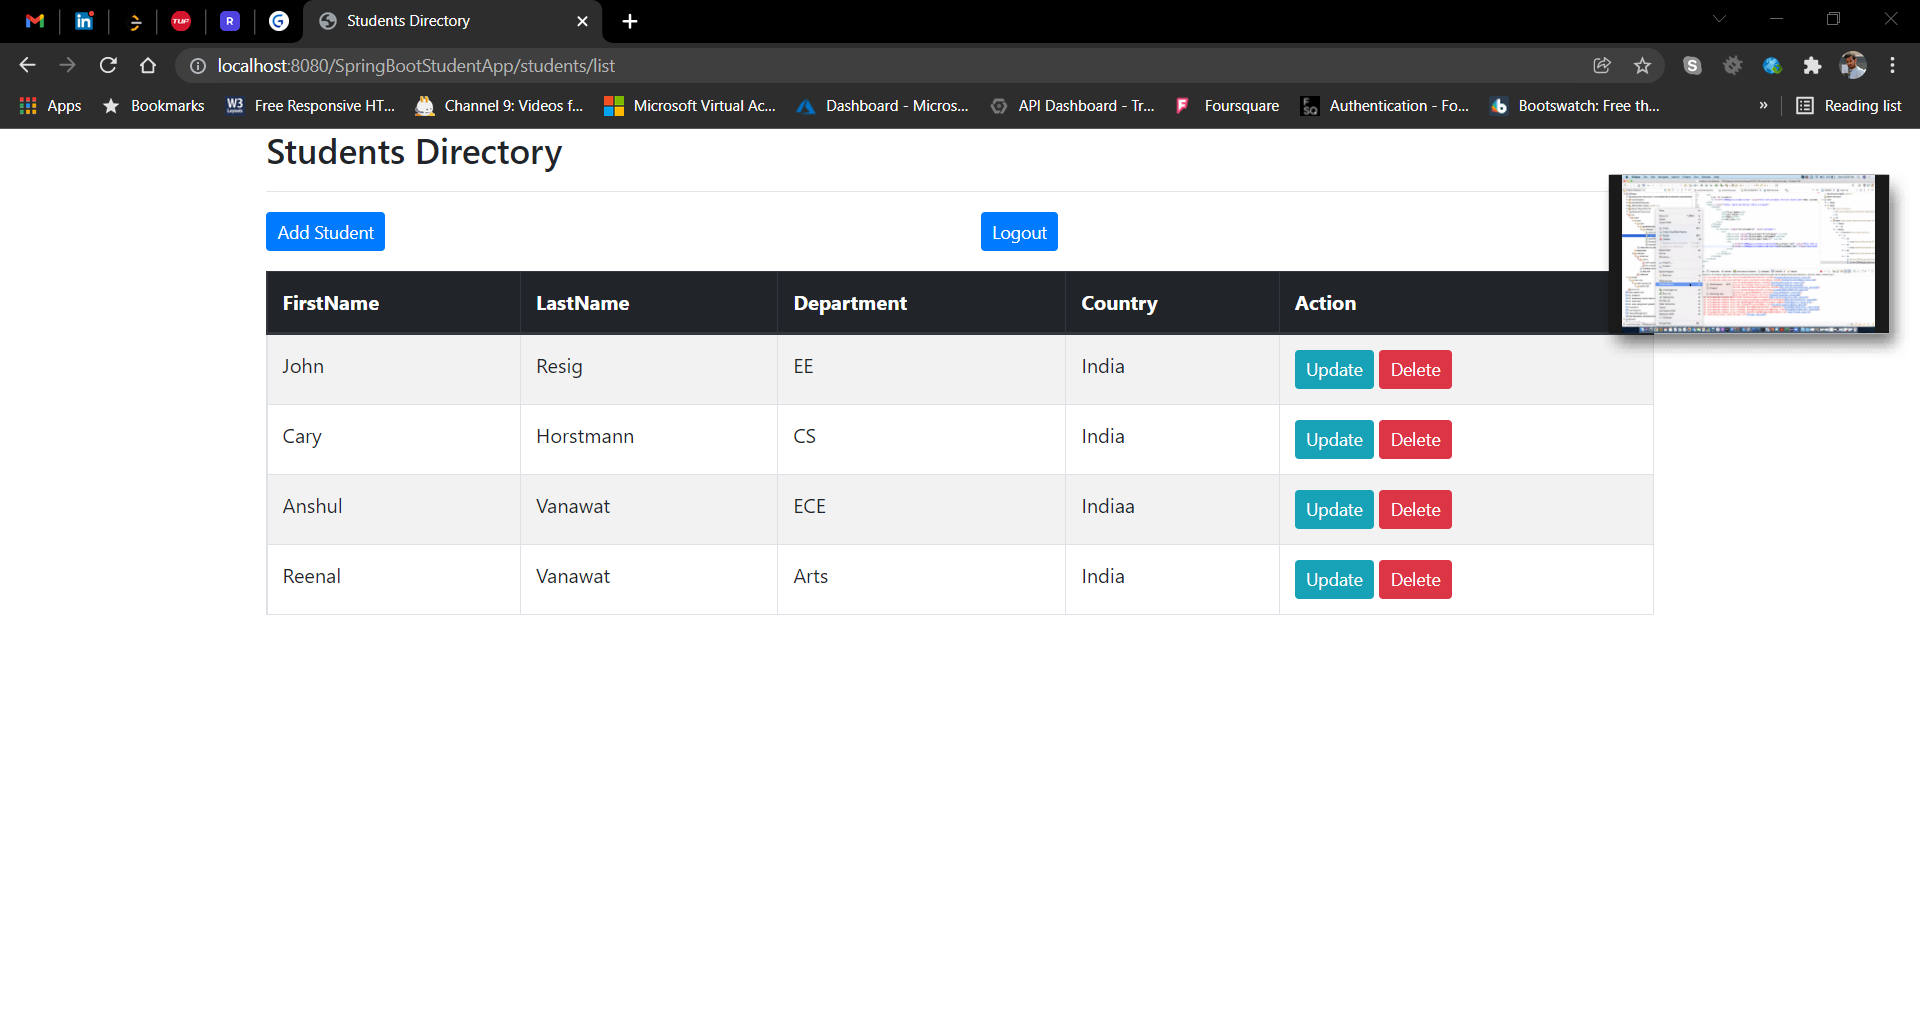 Students Directory
localhost:8080/SpringBootStudentApp/students/list
Apps Bookmarks Free Responsive HT... Channel 9: Videos f... Microsoft Virtual Ac... Dashboard - Micros... API Dashboard - Tr... Foursquare Authentication - Fo... Bootswatch: Free th... » Reading list
Students Directory
Add Student Logout
FirstName LastName Department Country Action
John Resig EE India Update Delete
Cary Horstmann CS India Update Delete
Anshul Vanawat ECE Indiaa Update Delete
Reenal Vanawat Arts India Update Delete